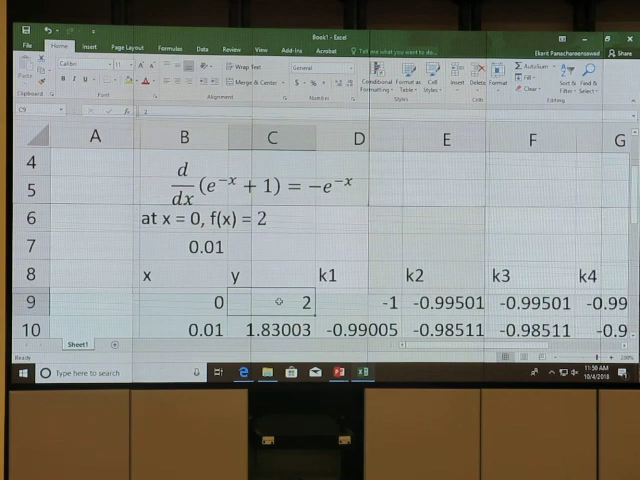 Book1 - Excel
File Home Insert Page Layout Formulas Data Review View Add-Ins Acrobat Tell me what you want to do... Ekarit Panacharoensawad Share
Calibri 11 Wrap Text General AutoSum
Paste Fill
B I U Merge & Center $ % Conditional Formatting Format as Table Cell Styles Insert Delete Format Clear Sort & Filter Find & Select
Clipboard Font Alignment Number Styles Cells Editing
C9 2
A B C D E F G
4
5 d/dx (e^-x + 1) = -e^-x
6 at x = 0, f(x) = 2
7 0.01
8 x y k1 k2 k3 k4
9 0 2 -1 -0.99501 -0.99501 -0.99
10 0.01 1.83003 -0.99005 -0.98511 -0.98511 -0.9
Sheet1
Ready 200%
Type here to search 11:50 AM
10/4/2018